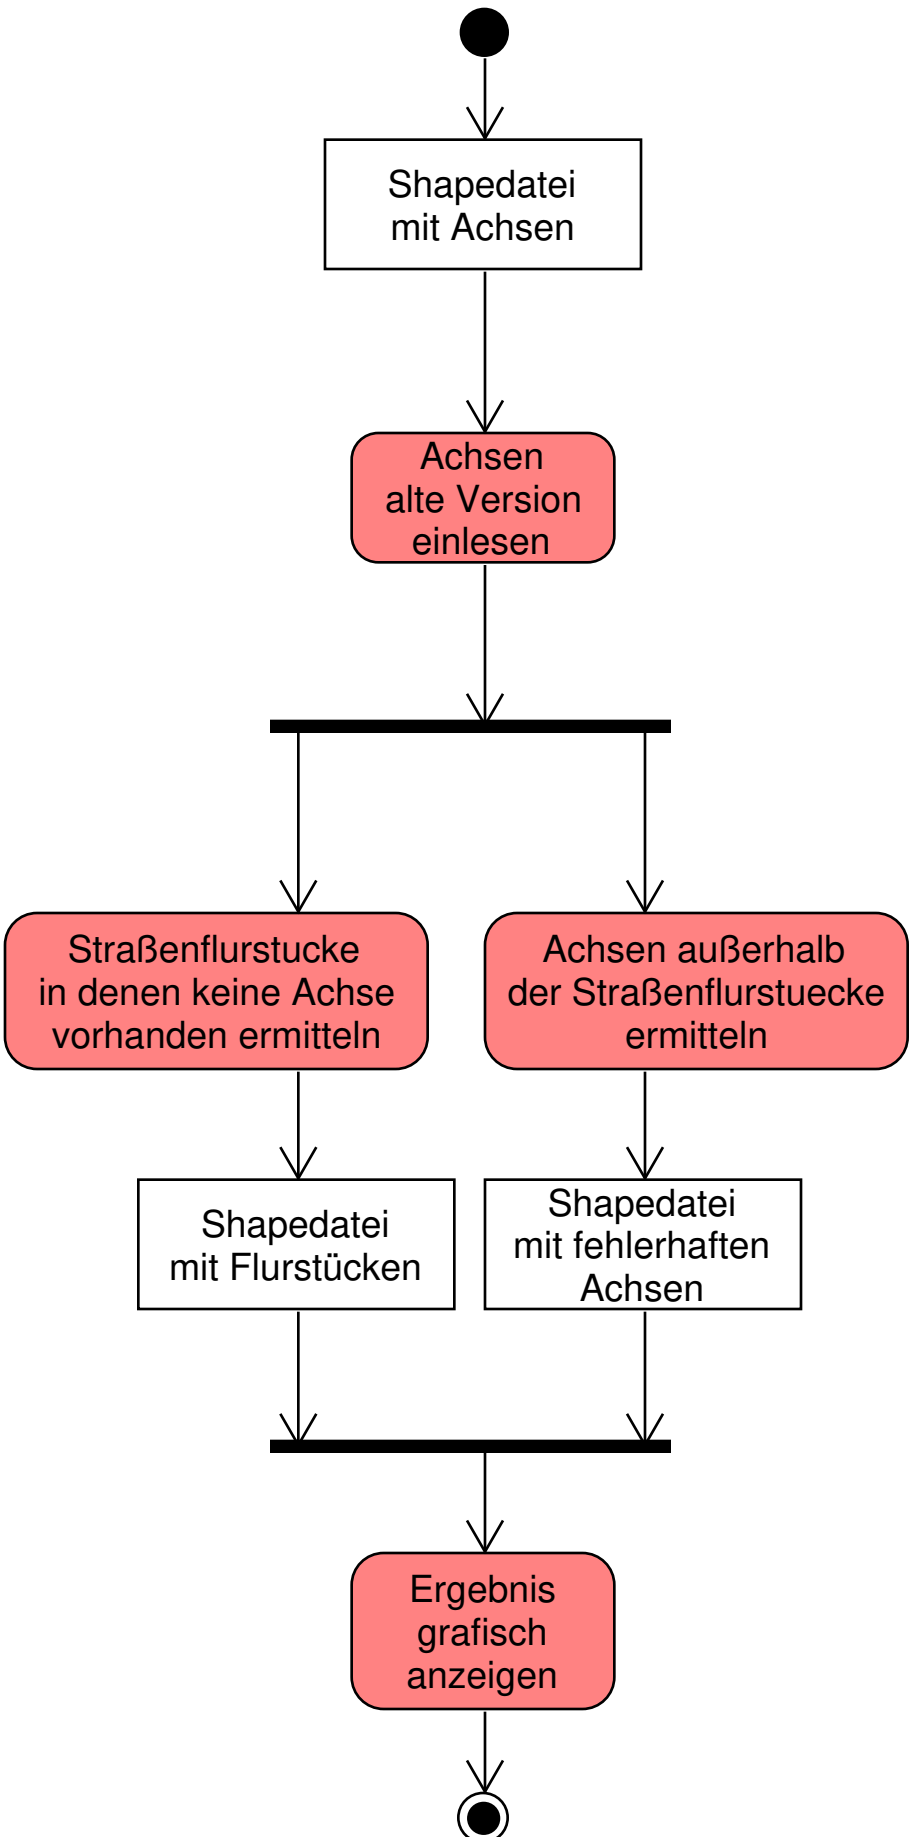 Shapedatei
mit Achsen
Achsen
alte Version
einlesen
Straßenflurstucke
in denen keine Achse
vorhanden ermitteln
Achsen außerhalb
der Straßenflurstuecke
ermitteln
Shapedatei
mit Flurstücken
Shapedatei
mit fehlerhaften
Achsen
Ergebnis
grafisch
anzeigen